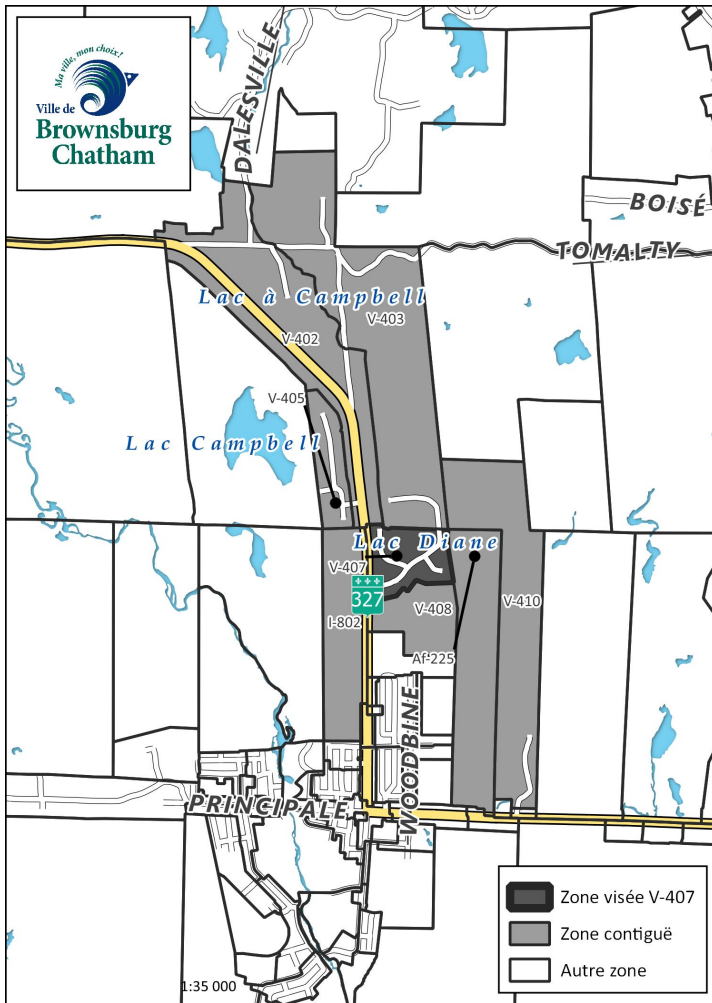 Ma ville, mon choix!
Ville de
Brownsburg
Chatham
DALESVILLE
BOISÉ
TOMALTY
Lac à Campbell
V-403
V-402
V-405
Lac Campbell
Lac Diane
V-407
327
V-408
V-410
I-802
Af-225
WOODBINE
PRINCIPALE
Zone visée V-407
Zone contiguë
Autre zone
1:35 000